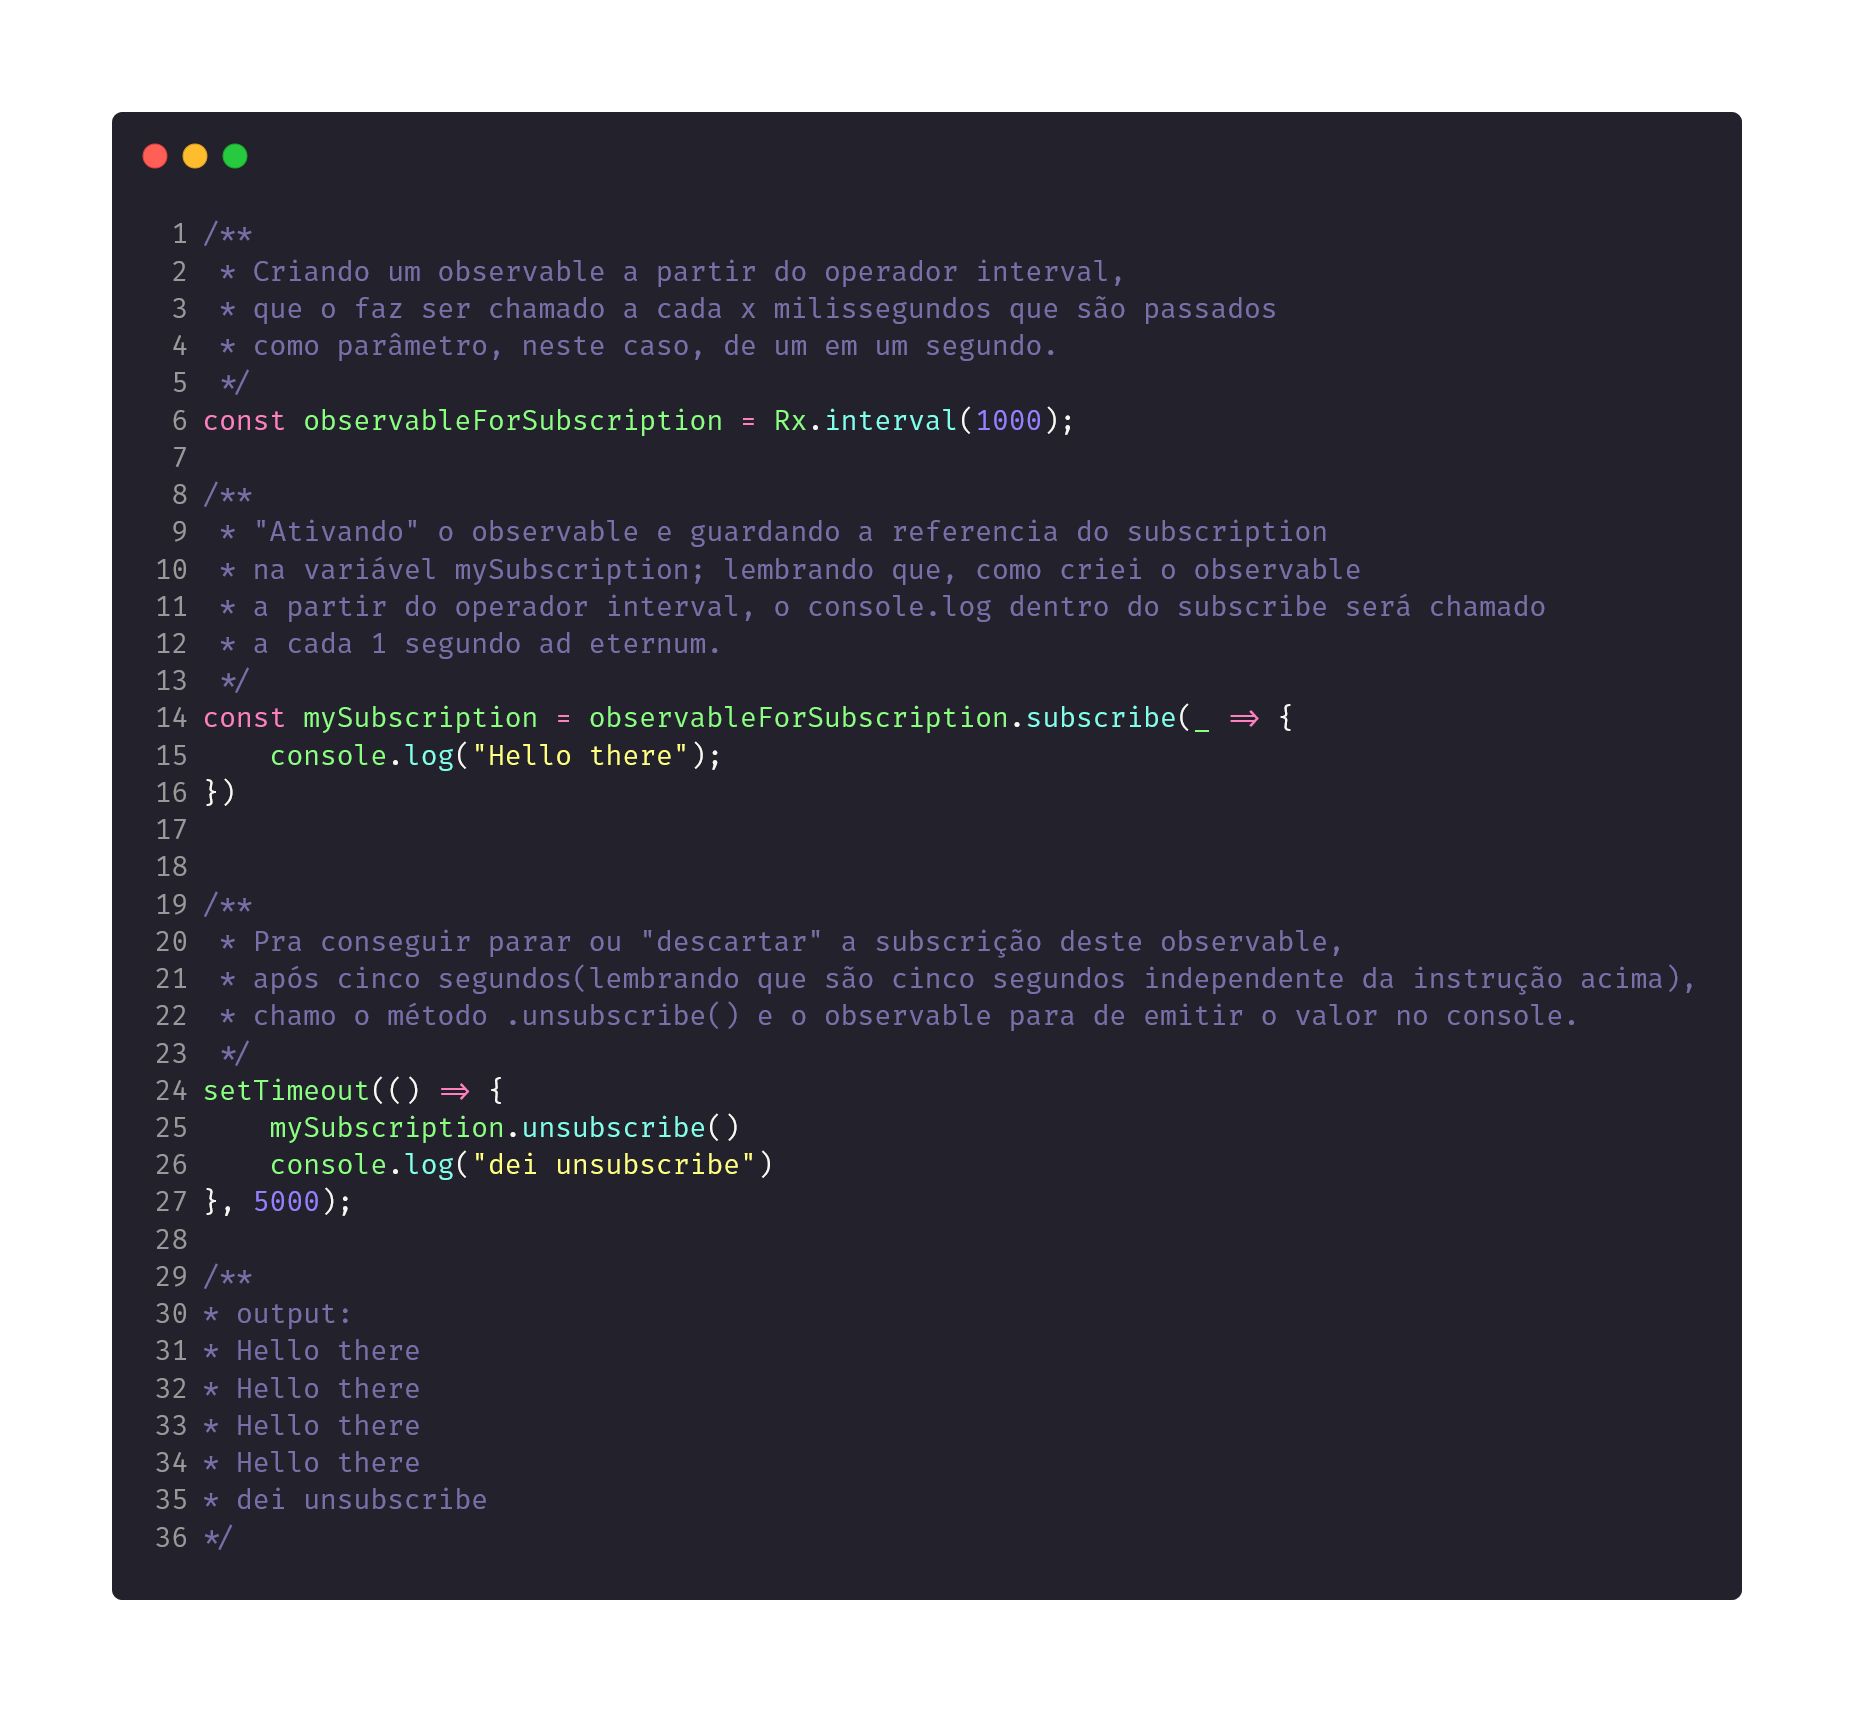 1 /**
2  * Criando um observable a partir do operador interval,
3  * que o faz ser chamado a cada x milissegundos que são passados
4  * como parâmetro, neste caso, de um em um segundo.
5  */
6 const observableForSubscription = Rx.interval(1000);
7
8 /**
9  * "Ativando" o observable e guardando a referencia do subscription
10  * na variável mySubscription; lembrando que, como criei o observable
11  * a partir do operador interval, o console.log dentro do subscribe será chamado
12  * a cada 1 segundo ad eternum.
13  */
14 const mySubscription = observableForSubscription.subscribe(_ => {
15     console.log("Hello there");
16 })
17
18
19 /**
20  * Pra conseguir parar ou "descartar" a subscrição deste observable,
21  * após cinco segundos(lembrando que são cinco segundos independente da instrução acima),
22  * chamo o método .unsubscribe() e o observable para de emitir o valor no console.
23  */
24 setTimeout(() => {
25     mySubscription.unsubscribe()
26     console.log("dei unsubscribe")
27 }, 5000);
28
29 /**
30 * output:
31 * Hello there
32 * Hello there
33 * Hello there
34 * Hello there
35 * dei unsubscribe
36 */